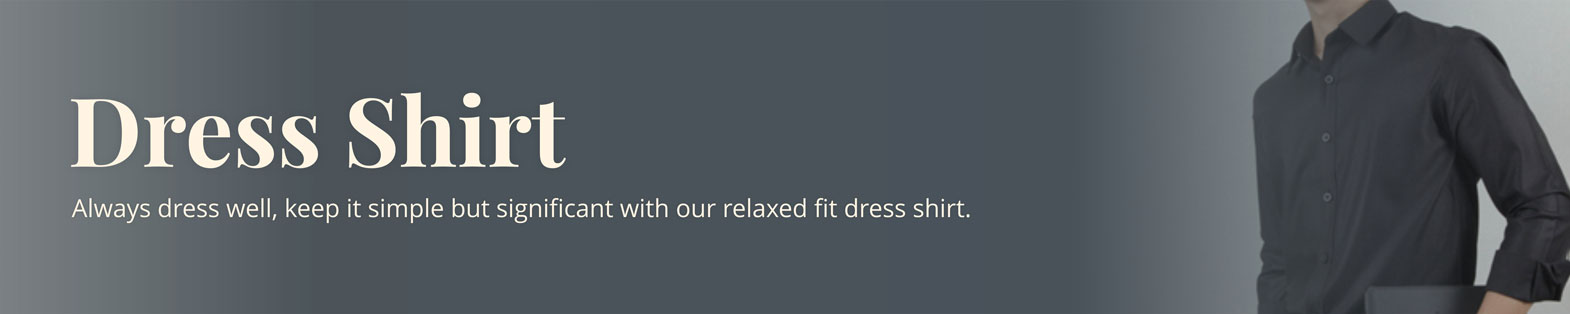 Dress Shirt
Always dress well, keep it simple but significant with our relaxed fit dress shirt.